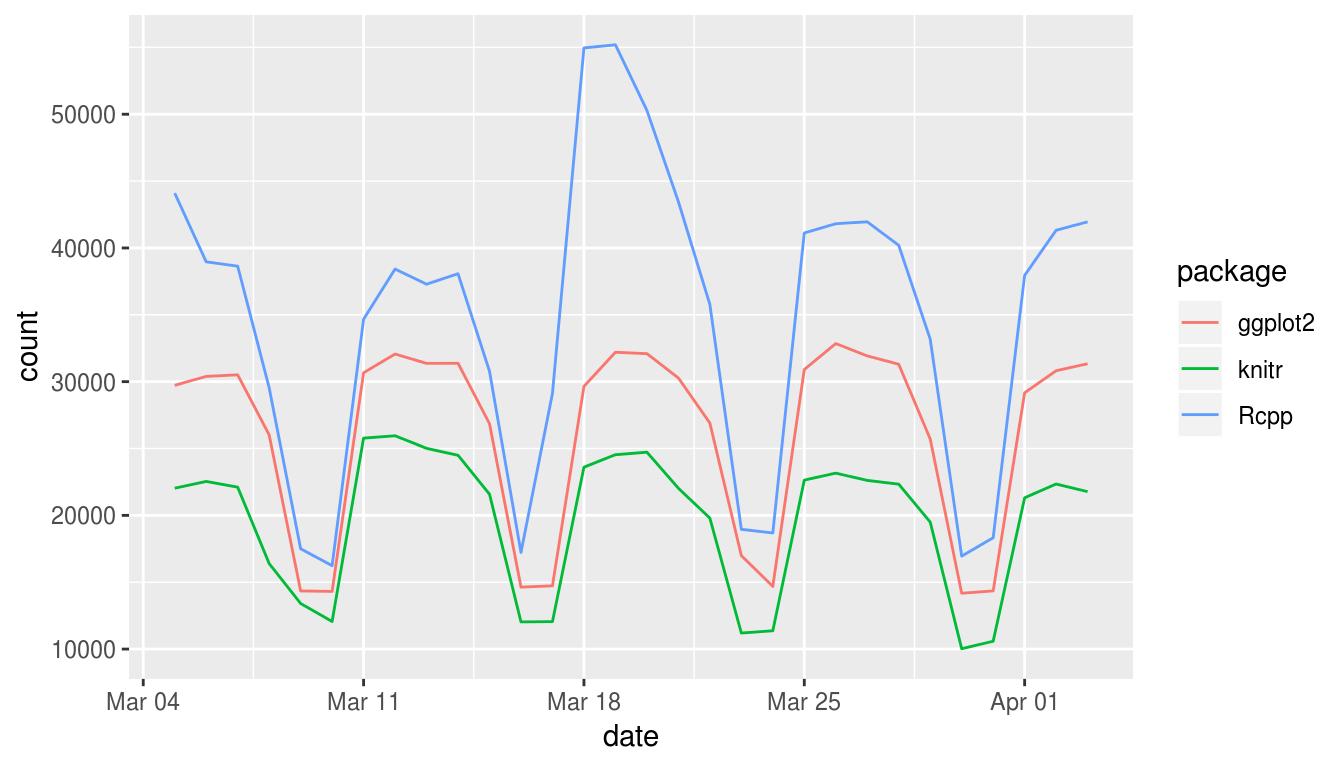 50000
40000
30000
20000
10000
count
Mar 04
Mar 11
Mar 18
Mar 25
Apr 01
date
package
ggplot2
knitr
Rcpp